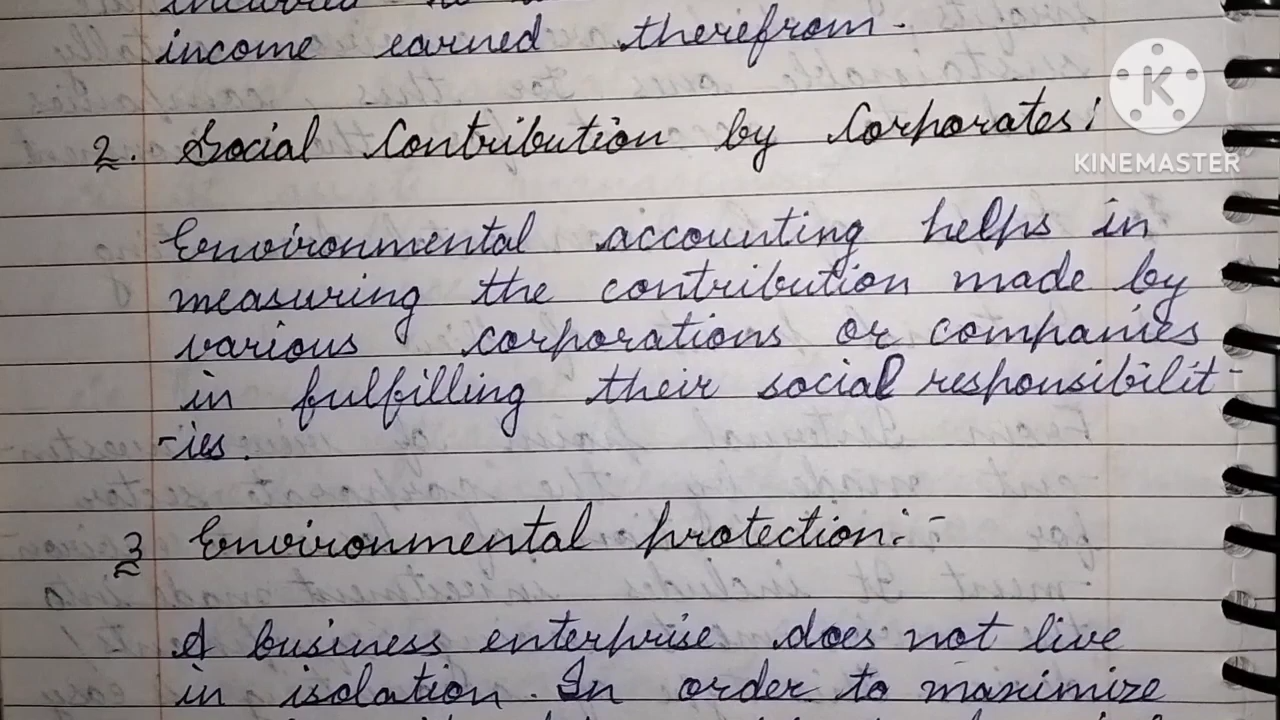 income earned therefrom.
2. Social Contribution by Corporates:
K
KINEMASTER
Environmental accounting helps in
measuring the contribution made by
various corporations or companies
in fulfilling their social responsibilit-
-ies.
3 Environmental protection:-
A business enterprise does not live
in isolation. In order to maximize